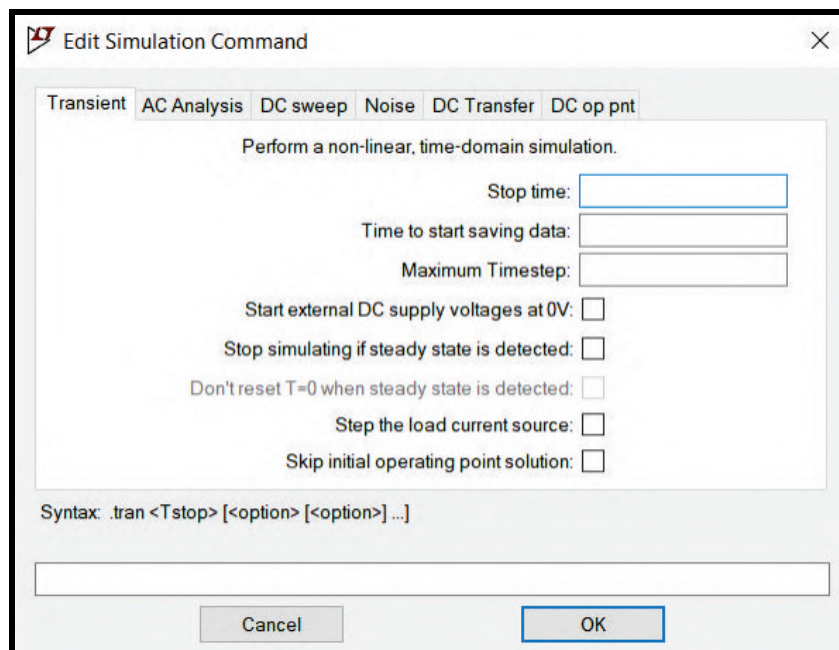 Edit Simulation Command
Transient AC Analysis DC sweep Noise DC Transfer DC op pnt
Perform a non-linear, time-domain simulation.
Stop time:
Time to start saving data:
Maximum Timestep:
Start external DC supply voltages at 0V:
Stop simulating if steady state is detected:
Don't reset T=0 when steady state is detected:
Step the load current source:
Skip initial operating point solution:
Syntax: .tran <Tstop> [<option> [<option>] ...]
Cancel OK